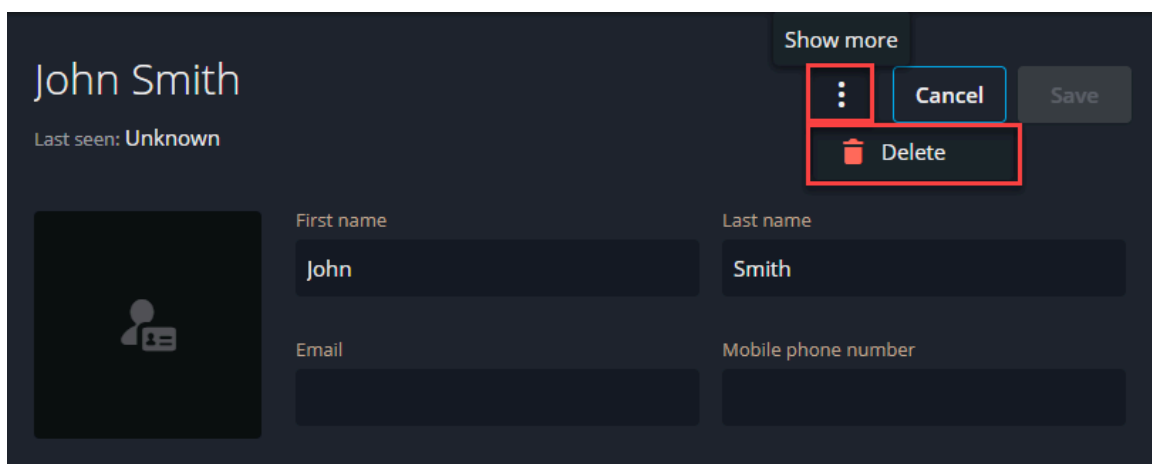 Show more
John Smith
Cancel
Save
Last seen: Unknown
Delete
First name
Last name
John
Smith
Email
Mobile phone number